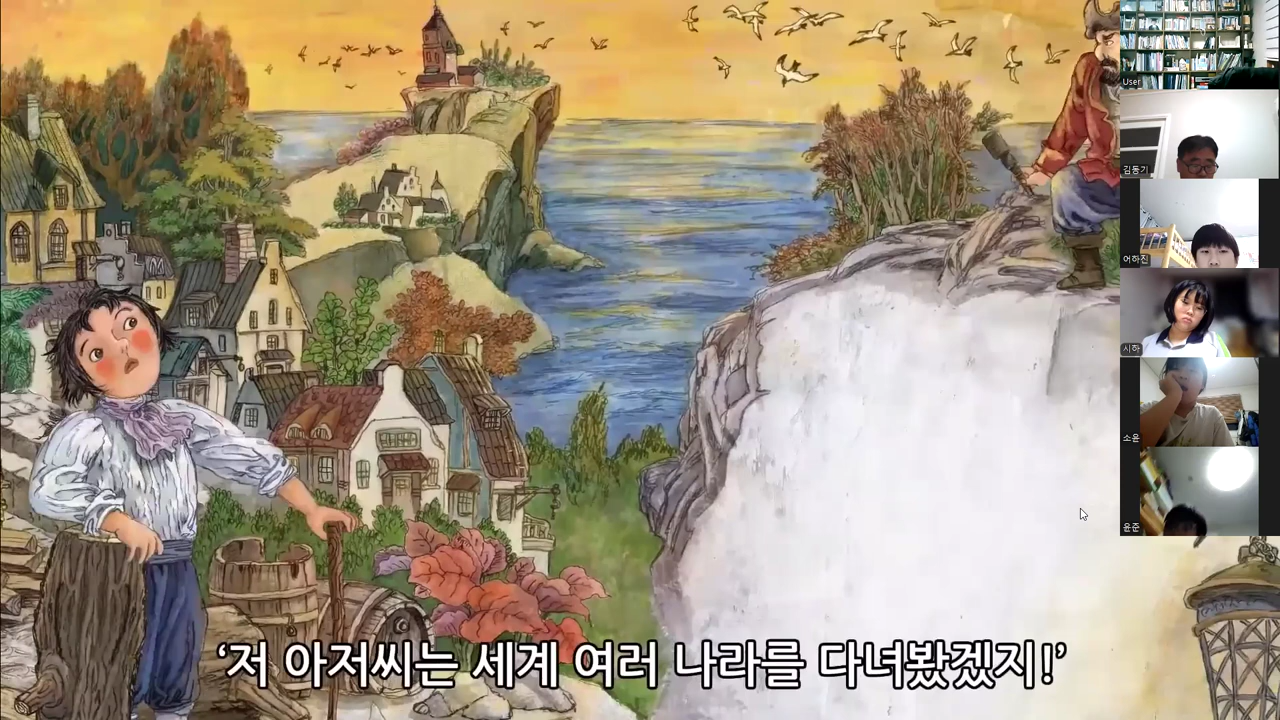 User
김동기
어하진
시하
소윤
윤준
‘저 아저씨는 세계 여러 나라를 다녀봤겠지!’